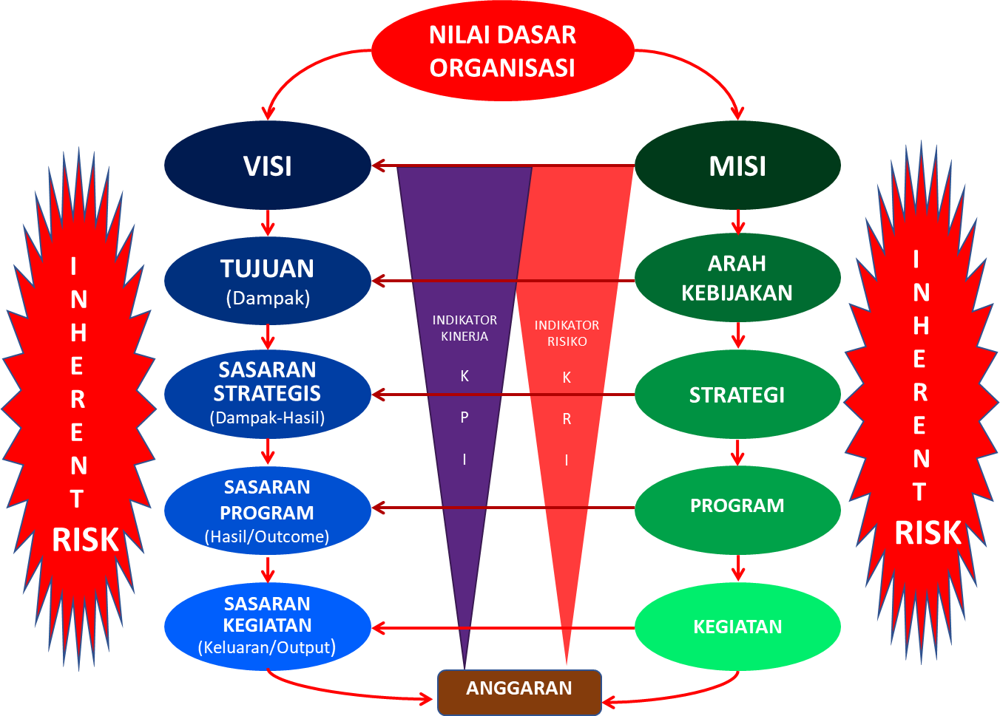 NILAI DASAR
ORGANISASI
VISI
MISI
TUJUAN
(Dampak)
ARAH
KEBIJAKAN
INDIKATOR
KINERJA
K
P
I
INDIKATOR
RISIKO
K
R
I
SASARAN
STRATEGIS
(Dampak-Hasil)
STRATEGI
SASARAN
PROGRAM
(Hasil/Outcome)
PROGRAM
SASARAN
KEGIATAN
(Keluaran/Output)
KEGIATAN
ANGGARAN
I
N
H
E
R
E
N
T
RISK
I
N
H
E
R
E
N
T
RISK